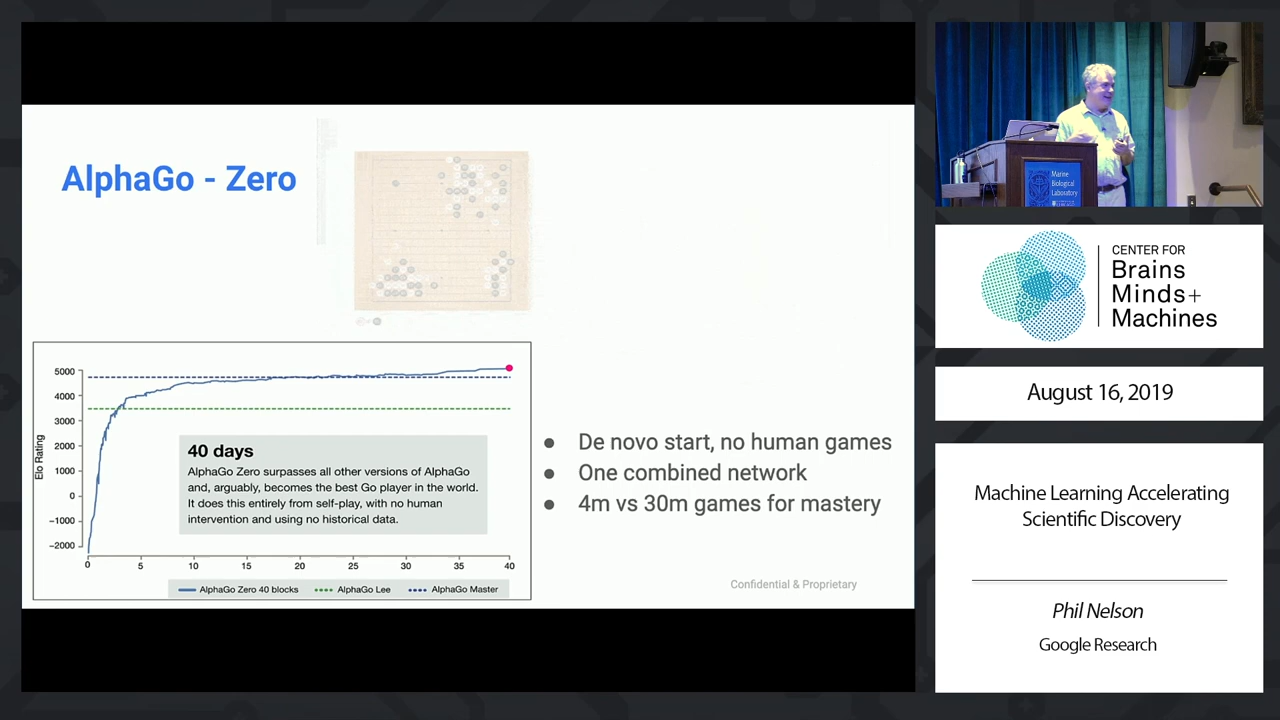 AlphaGo - Zero
5000
4000
3000
2000
1000
0
−1000
−2000
Elo Rating
40 days
AlphaGo Zero surpasses all other versions of AlphaGo
and, arguably, becomes the best Go player in the world.
It does this entirely from self-play, with no human
intervention and using no historical data.
0 5 10 15 20 25 30 35 40
AlphaGo Zero 40 blocks AlphaGo Lee AlphaGo Master
● De novo start, no human games
● One combined network
● 4m vs 30m games for mastery
Confidential & Proprietary
Marine
Biological
Laboratory
CENTER FOR
Brains
Minds+
Machines
August 16, 2019
Machine Learning Accelerating
Scientific Discovery
Phil Nelson
Google Research